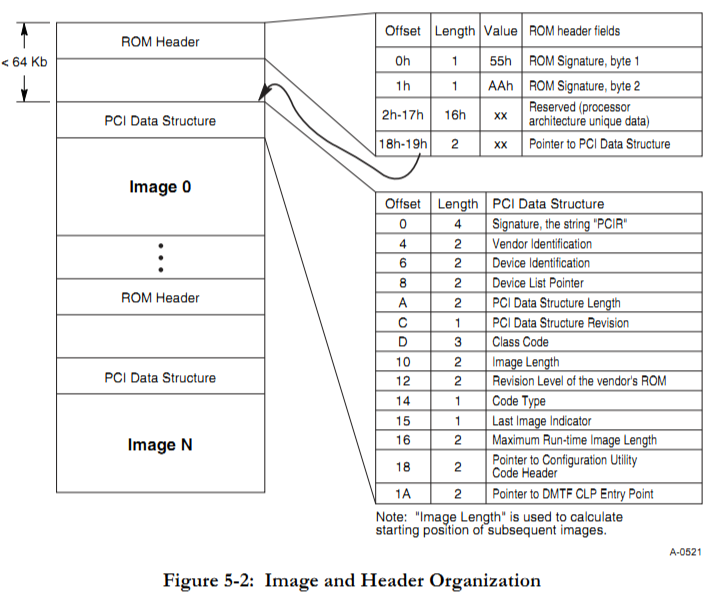 ROM Header
< 64 Kb
PCI Data Structure
Image 0
ROM Header
PCI Data Structure
Image N
Offset Length Value ROM header fields
0h 1 55h ROM Signature, byte 1
1h 1 AAh ROM Signature, byte 2
2h-17h 16h xx Reserved (processor
architecture unique data)
18h-19h 2 xx Pointer to PCI Data Structure
Offset Length PCI Data Structure
0 4 Signature, the string "PCIR"
4 2 Vendor Identification
6 2 Device Identification
8 2 Device List Pointer
A 2 PCI Data Structure Length
C 1 PCI Data Structure Revision
D 3 Class Code
10 2 Image Length
12 2 Revision Level of the vendor's ROM
14 1 Code Type
15 1 Last Image Indicator
16 2 Maximum Run-time Image Length
18 2 Pointer to Configuration Utility
Code Header
1A 2 Pointer to DMTF CLP Entry Point
Note: "Image Length" is used to calculate
starting position of subsequent images.
A-0521
Figure 5-2: Image and Header Organization